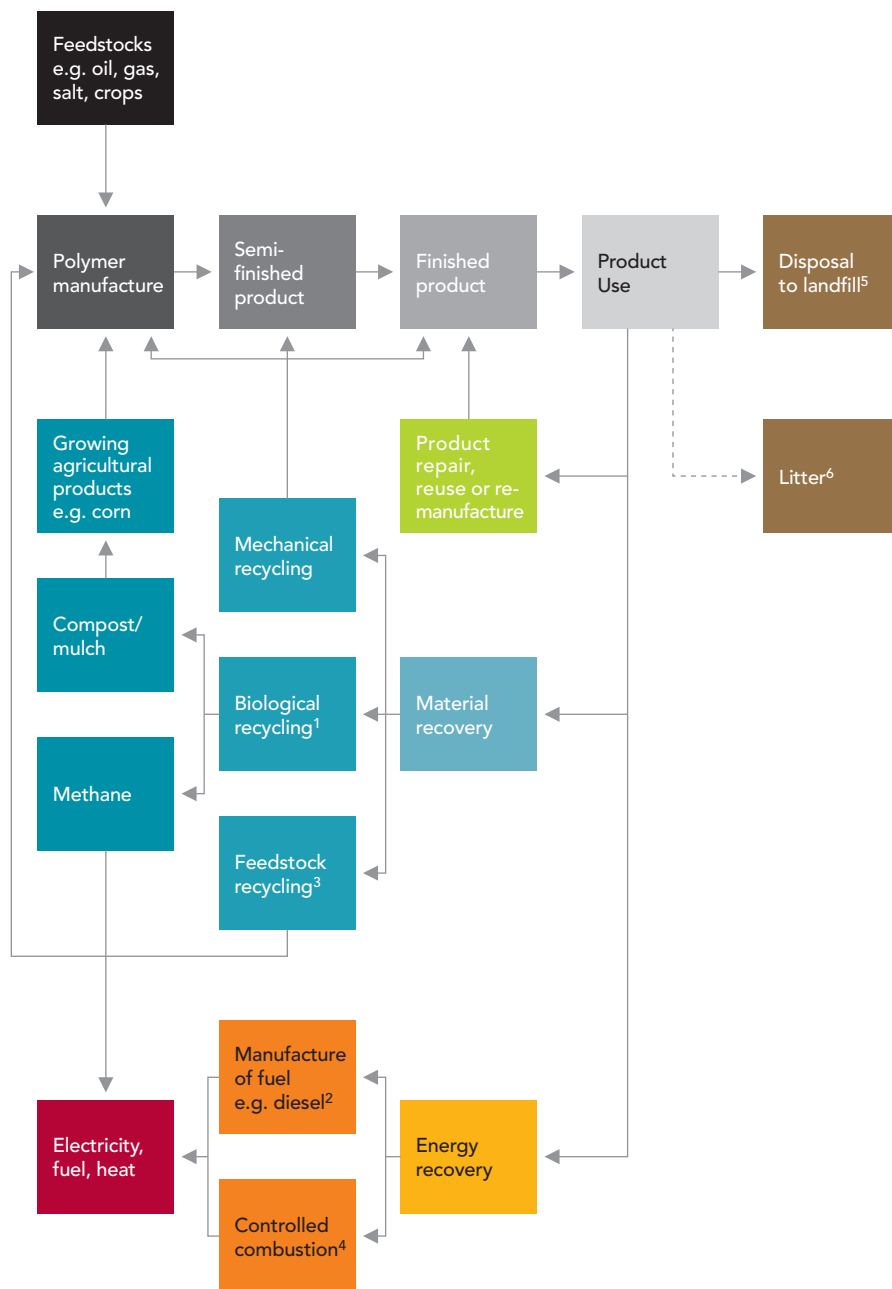 Feedstocks
e.g. oil, gas,
salt, crops
Polymer
manufacture
Semi-
finished
product
Finished
product
Product
Use
Disposal
to landfill⁵
Growing
agricultural
products
e.g. corn
Product
repair,
reuse or re-
manufacture
Litter⁶
Mechanical
recycling
Compost/
mulch
Biological
recycling¹
Material
recovery
Methane
Feedstock
recycling³
Manufacture
of fuel
e.g. diesel²
Electricity,
fuel, heat
Energy
recovery
Controlled
combustion⁴